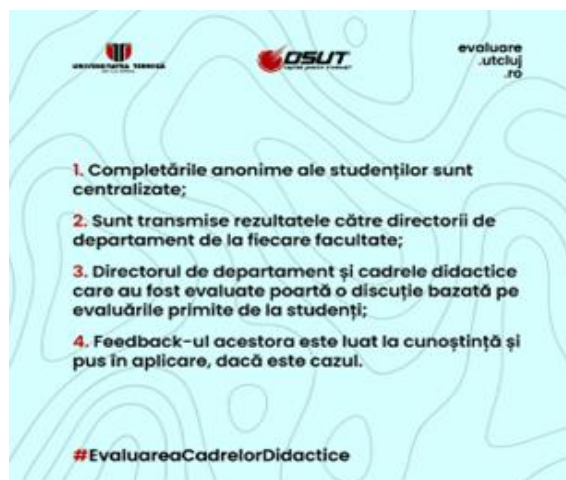 UNIVERSITATEA TEHNICĂ
OSUT
evaluare
.utcluj
.ro
1. Completările anonime ale studenților sunt
centralizate;
2. Sunt transmise rezultatele către directorii de
departament de la fiecare facultate;
3. Directorul de departament și cadrele didactice
care au fost evaluate poartă o discuție bazată pe
evaluările primite de la studenți;
4. Feedback-ul acestora este luat la cunoștință și
pus în aplicare, dacă este cazul.
#EvaluareaCadrelorDidactice